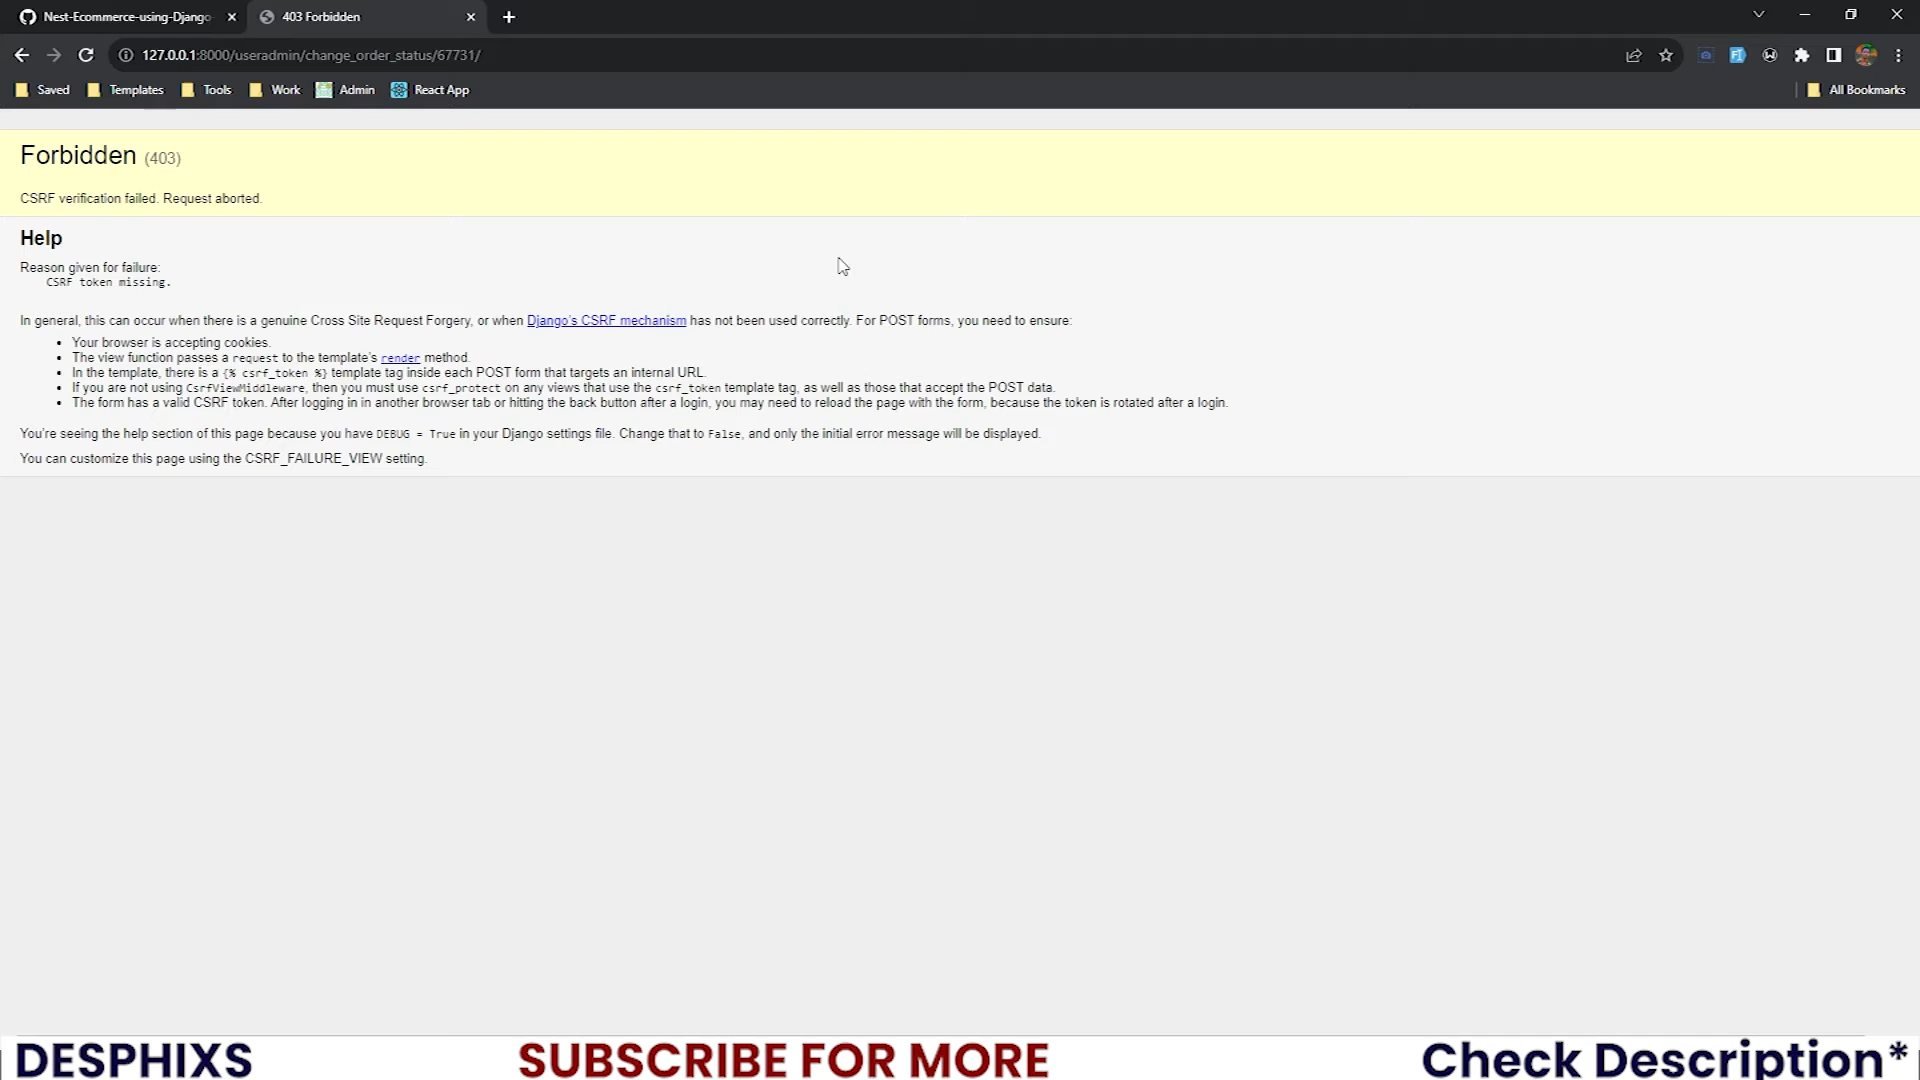 Nest-Ecommerce-using-Django
403 Forbidden
127.0.0.1:8000/useradmin/change_order_status/67731/
Saved
Templates
Tools
Work
Admin
React App
All Bookmarks
Forbidden (403)
CSRF verification failed. Request aborted.
Help
Reason given for failure:
CSRF token missing.
In general, this can occur when there is a genuine Cross Site Request Forgery, or when Django's CSRF mechanism has not been used correctly. For POST forms, you need to ensure:
• Your browser is accepting cookies.
• The view function passes a request to the template's render method.
• In the template, there is a {% csrf_token %} template tag inside each POST form that targets an internal URL.
• If you are not using CsrfViewMiddleware, then you must use csrf_protect on any views that use the csrf_token template tag, as well as those that accept the POST data.
• The form has a valid CSRF token. After logging in in another browser tab or hitting the back button after a login, you may need to reload the page with the form, because the token is rotated after a login.
You're seeing the help section of this page because you have DEBUG = True in your Django settings file. Change that to False, and only the initial error message will be displayed.
You can customize this page using the CSRF_FAILURE_VIEW setting.
DESPHIXS
SUBSCRIBE FOR MORE
Check Description*